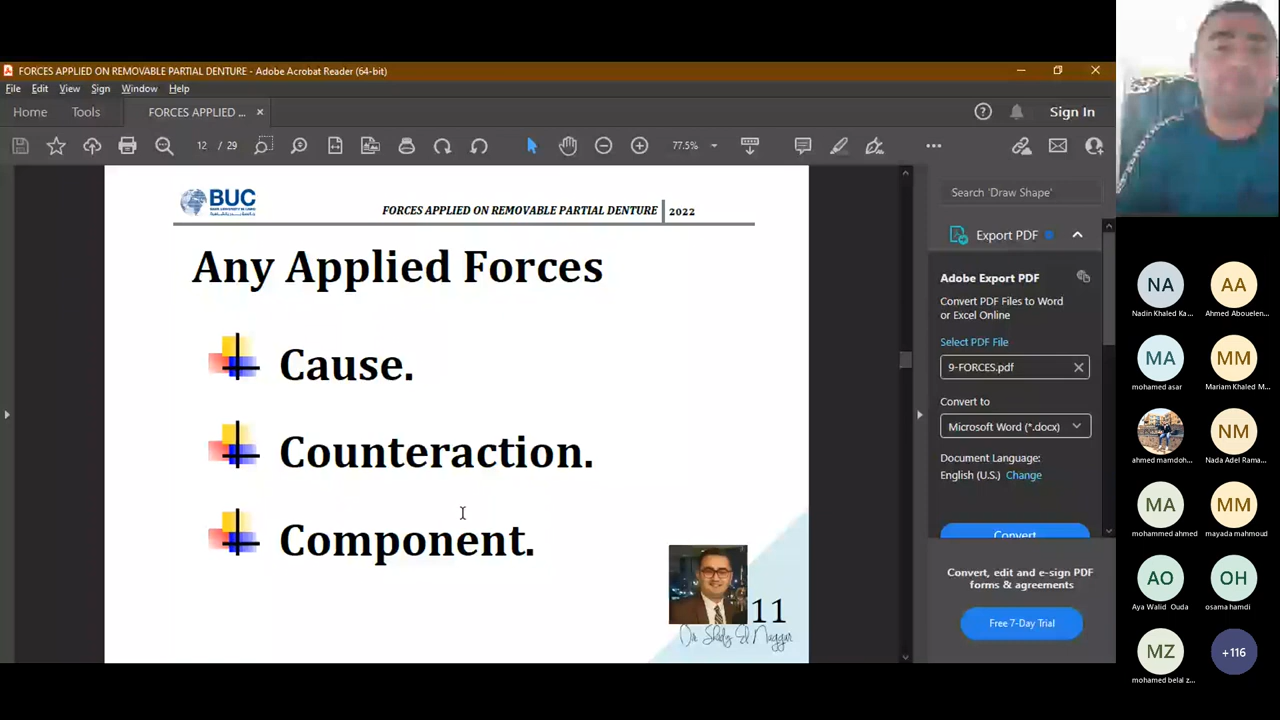 FORCES APPLIED ON REMOVABLE PARTIAL DENTURE - Adobe Acrobat Reader (64-bit)
File Edit View Sign Window Help
Home Tools FORCES APPLIED ... × Sign In
12 / 29 77.5%
BUC
FORCES APPLIED ON REMOVABLE PARTIAL DENTURE 2022
Any Applied Forces
Cause.
Counteraction.
Component.
11
Search 'Draw Shape'
Export PDF
Adobe Export PDF
Convert PDF Files to Word
or Excel Online
Select PDF File
9-FORCES.pdf
Convert to
Microsoft Word (*.docx)
Document Language:
English (U.S.) Change
Convert
Convert, edit and e-sign PDF
forms & agreements
Free 7-Day Trial
NA AA
Nadin Khaled Ka... Ahmed Abouelen...
MA MM
mohamed asar Mariam Khaled M...
NM
ahmed mamdoh... Nada Adel Rama...
MA MM
mohammed ahmed mayada mahmoud
AO OH
Aya Walid Ouda osama hamdi
MZ +116
mohamed belal z...